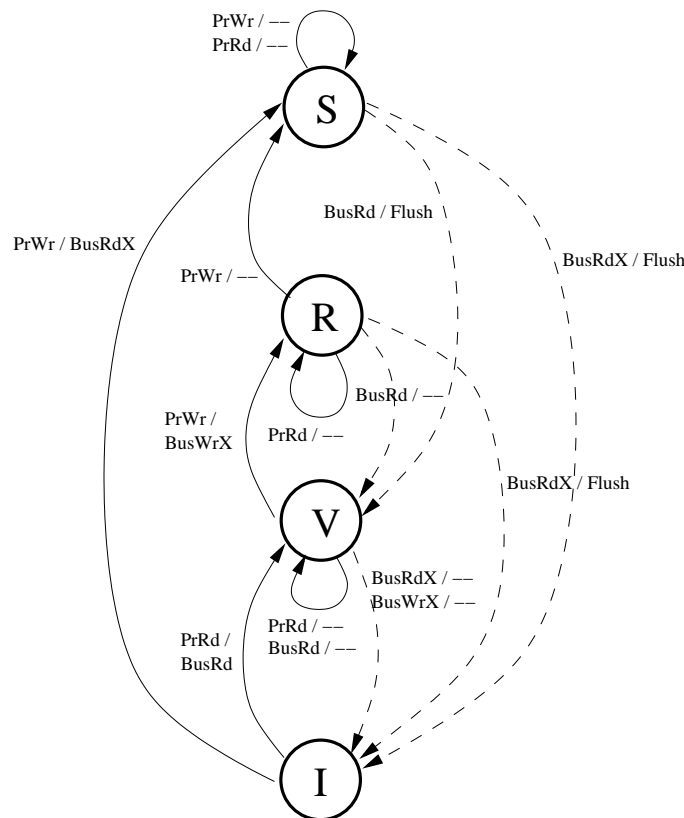 PrWr / −−
PrRd / −−
S
BusRd / Flush
PrWr / BusRdX
BusRdX / Flush
PrWr / −−
R
BusRd / −−
PrWr /
BusWrX
PrRd / −−
BusRdX / Flush
V
BusRdX / −−
BusWrX / −−
PrRd / −−
BusRd / −−
PrRd /
BusRd
I